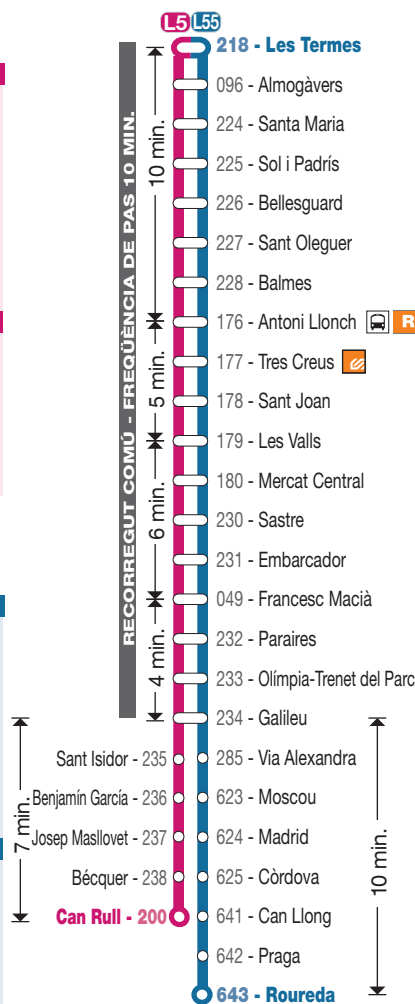 L5 L55
218 - Les Termes
096 - Almogàvers
224 - Santa Maria
225 - Sol i Padrís
226 - Bellesguard
227 - Sant Oleguer
228 - Balmes
176 - Antoni Llonch R
177 - Tres Creus
178 - Sant Joan
179 - Les Valls
180 - Mercat Central
230 - Sastre
231 - Embarcador
049 - Francesc Macià
232 - Paraires
233 - Olímpia-Trenet del Parc
234 - Galileu
RECORREGUT COMÚ - FREQÜÈNCIA DE PAS 10 MIN.
10 min.
5 min.
6 min.
4 min.
Sant Isidor - 235
Benjamín García - 236
Josep Masllovet - 237
Bécquer - 238
Can Rull - 200
7 min.
285 - Via Alexandra
623 - Moscou
624 - Madrid
625 - Còrdova
641 - Can Llong
642 - Praga
643 - Roureda
10 min.